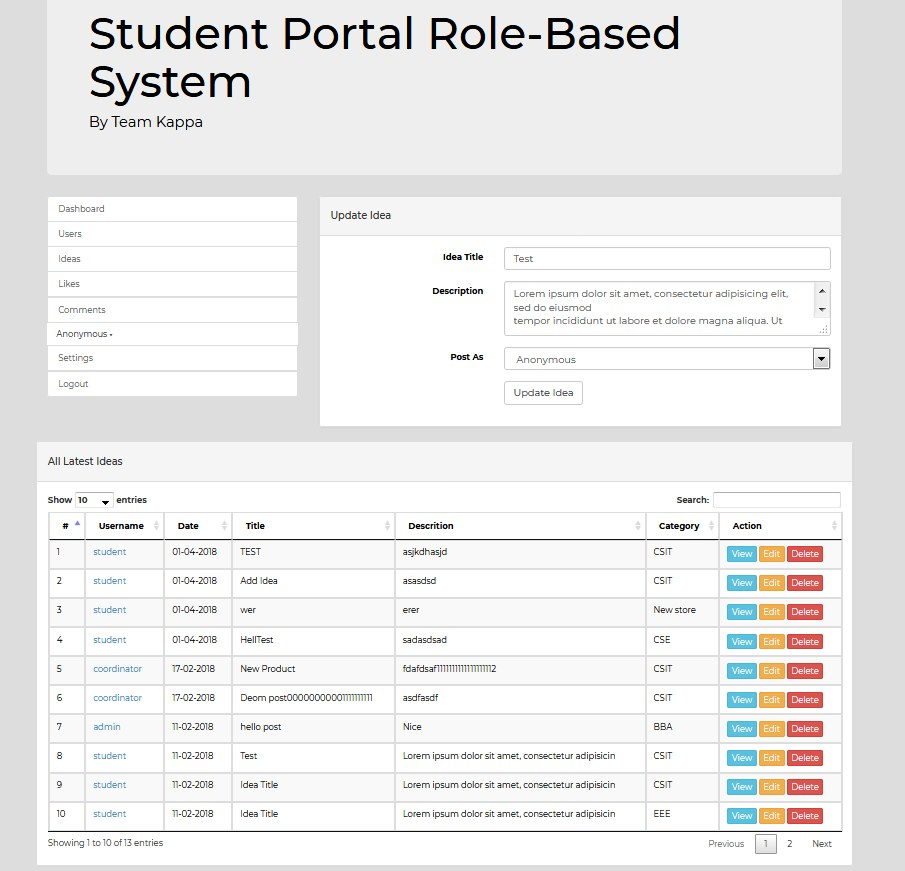 Student Portal Role-Based
System
By Team Kappa
Dashboard
Users
Ideas
Likes
Comments
Anonymous
Settings
Logout
Update Idea
Idea Title Test
Description Lorem ipsum dolor sit amet, consectetur adipisicing elit,
sed do eiusmod
tempor incididunt ut labore et dolore magna aliqua. Ut
Post As Anonymous
Update Idea
All Latest Ideas
Show 10 entries Search:
# Username Date Title Descrition Category Action
1 student 01-04-2018 TEST asjkdhasjd CSIT View Edit Delete
2 student 01-04-2018 Add Idea asasdsd CSIT View Edit Delete
3 student 01-04-2018 wer erer New store View Edit Delete
4 student 01-04-2018 HellTest sadasdsad CSE View Edit Delete
5 coordinator 17-02-2018 New Product CSIT View Edit Delete
6 coordinator 17-02-2018 Deom asdfasdf CSIT View Edit Delete
7 admin 11-02-2018 hello post Nice BBA View Edit Delete
8 student 11-02-2018 Test Lorem ipsum dolor sit amet, consectetur adipisicin CSIT View Edit Delete
9 student 11-02-2018 Idea Title Lorem ipsum dolor sit amet, consectetur adipisicin CSIT View Edit Delete
10 student 11-02-2018 Idea Title Lorem ipsum dolor sit amet, consectetur adipisicin EEE View Edit Delete
Showing 1 to 10 of 13 entries Previous 1 2 Next